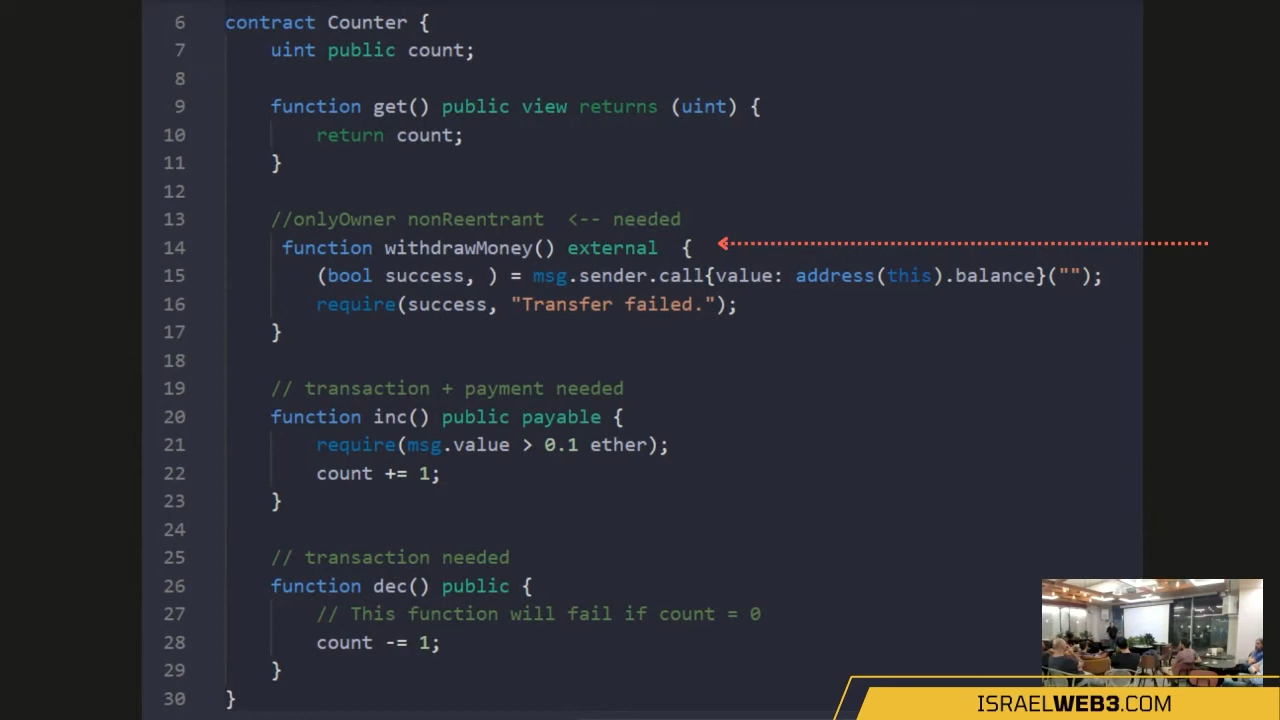 6 contract Counter {
7 uint public count;
8
9 function get() public view returns (uint) {
10 return count;
11 }
12
13 //onlyOwner nonReentrant <-- needed
14 function withdrawMoney() external {
15 (bool success, ) = msg.sender.call{value: address(this).balance}("");
16 require(success, "Transfer failed.");
17 }
18
19 // transaction + payment needed
20 function inc() public payable {
21 require(msg.value > 0.1 ether);
22 count += 1;
23 }
24
25 // transaction needed
26 function dec() public {
27 // This function will fail if count = 0
28 count -= 1;
29 }
30 }
ISRAELWEB3.COM